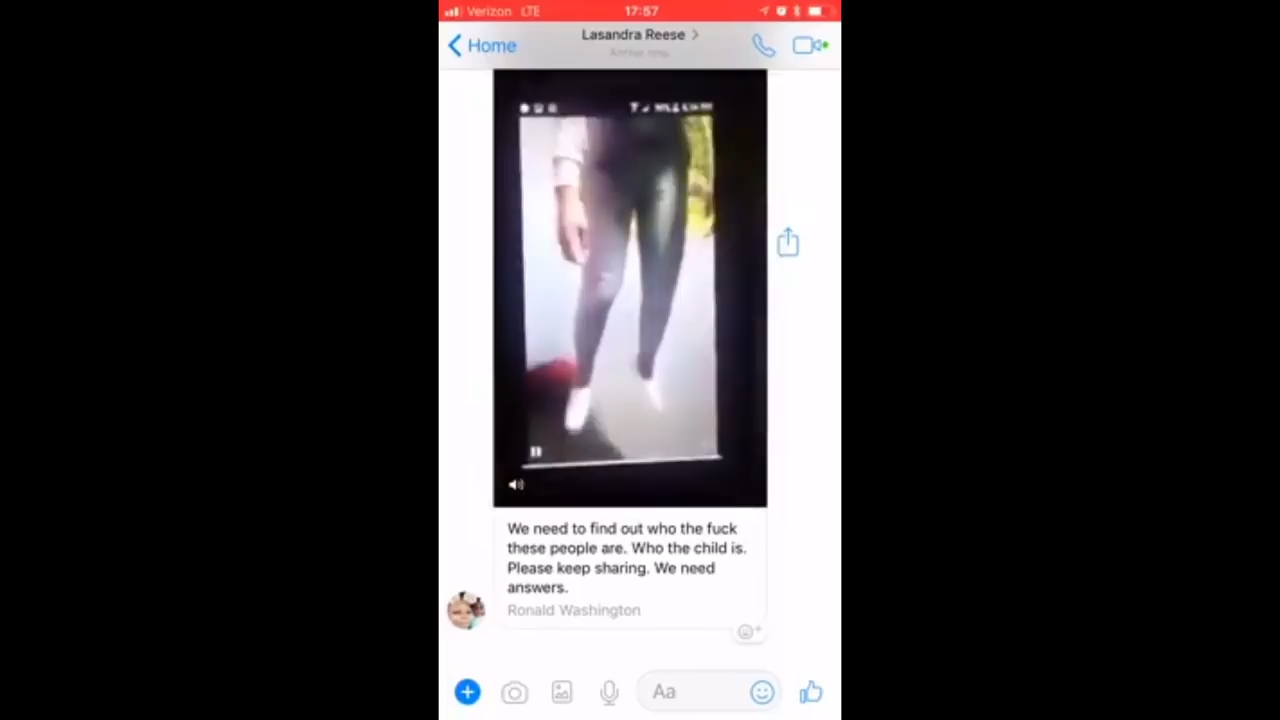 Verizon LTE 17:57
Home
Lasandra Reese
We need to find out who the fuck
these people are. Who the child is.
Please keep sharing. We need
answers.
Ronald Washington
Aa